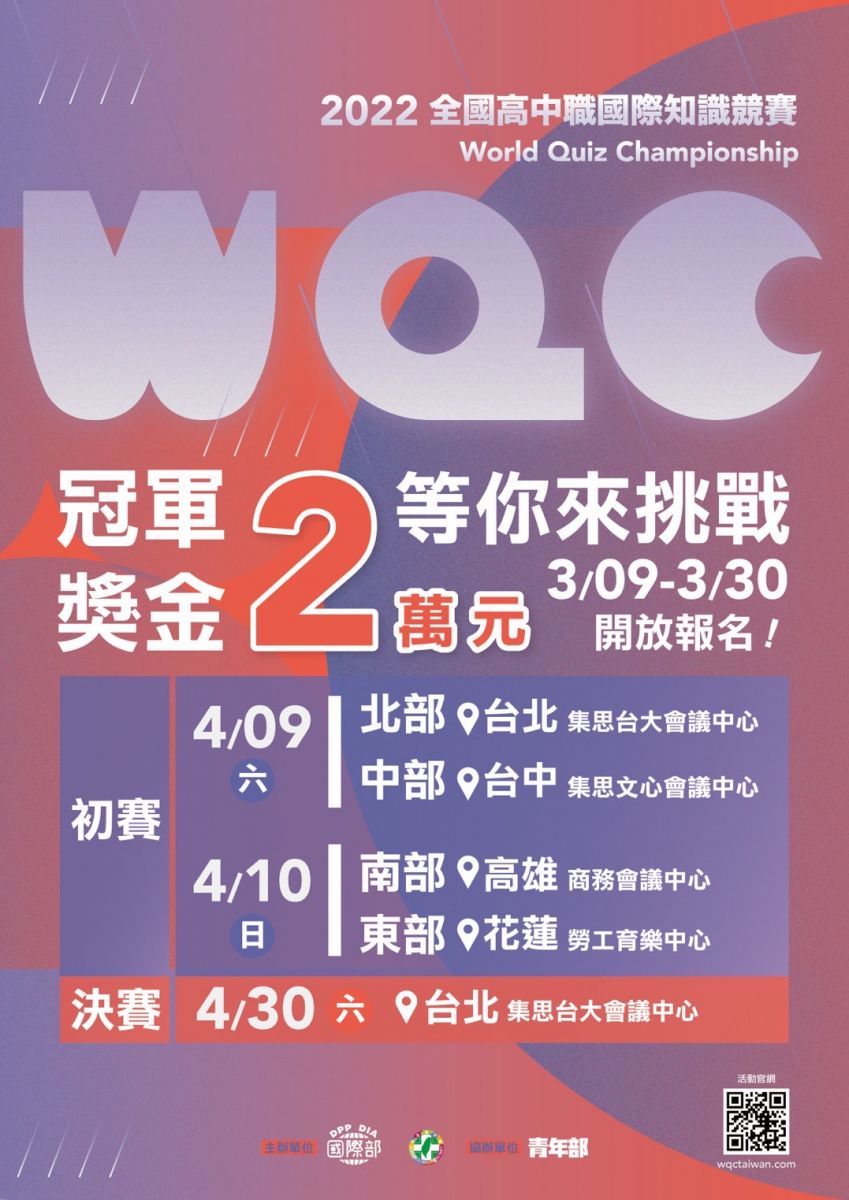 2022 全國高中職國際知識競賽
World Quiz Championship
WQC
冠軍
獎金
2
萬元
等你來挑戰
3/09-3/30
開放報名！
初賽
4/09
六
北部 台北 集思台大會議中心
中部 台中 集思文心會議中心
4/10
日
南部 高雄 商務會議中心
東部 花蓮 勞工育樂中心
決賽 4/30 六 台北 集思台大會議中心
活動官網
wqctaiwan.com
主辦單位 DPP DIA 國際部 協辦單位 青年部